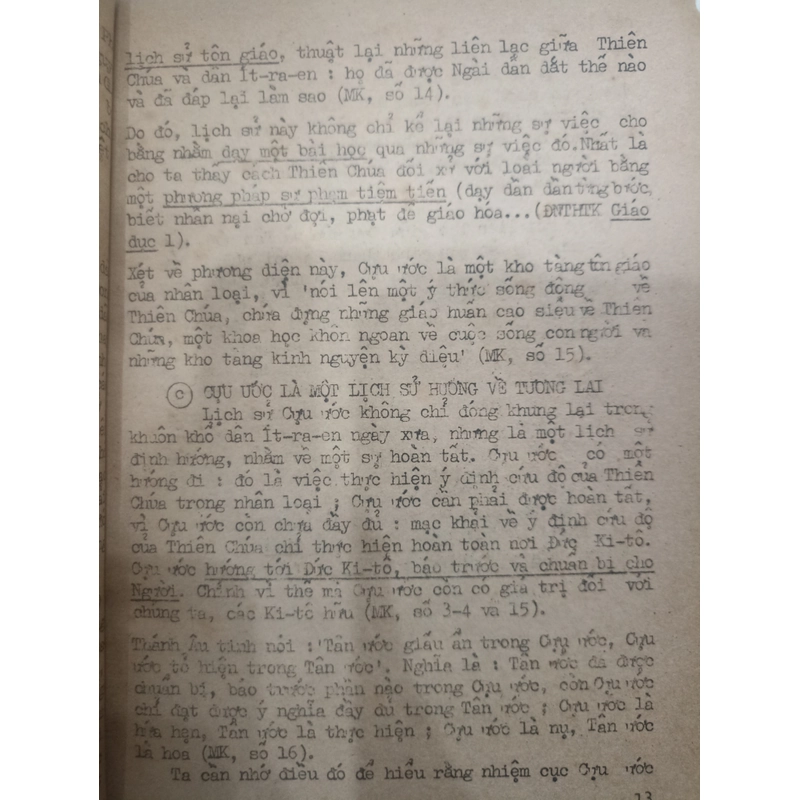 lịch sử tôn giáo, thuật lại những liên lạc giữa Thiên
Chúa và dân Ít-ra-en : họ đã được Ngài dẫn dắt thế nào
và đã đáp lại làm sao (MK, số 14).
Do đó, lịch sử này không chỉ kể lại những sự việc cho
bằng nhằm dạy một bài học qua những sự việc đó.Nhất là
cho ta thấy cách Thiên Chúa đối xử với loài người bằng
một phương pháp sư phạm tiệm tiến (dạy dần dần từng bước,
biết nhẫn nại chờ đợi, phạt để giáo hóa...(ĐNTHTK Giáo
dục 1).
Xét về phương diện này, Cựu ước là một kho tàng tôn giáo
của nhân loại, vì 'nói lên một ý thức sống động về
Thiên Chúa, chứa đựng những giáo huấn cao siêu về Thiên
Chúa, một khoa học khôn ngoan về cuộc sống con người và
những kho tàng kinh nguyện kỳ diệu' (MK, số 15).
c CỰU ƯỚC LÀ MỘT LỊCH SỬ HƯỚNG VỀ TƯƠNG LAI
Lịch sử Cựu ước không chỉ đóng khung lại trong
khuôn khổ dân Ít-ra-en ngày xưa, nhưng là một lịch sử
định hướng, nhằm về một sự hoàn tất. Cựu ước có một
hướng đi : đó là việc thực hiện ý định cứu độ của Thiên
Chúa trong nhân loại ; Cựu ước cần phải được hoàn tất,
vì Cựu ước còn chưa đầy đủ : mạc khải về ý định cứu độ
của Thiên Chúa chỉ thực hiện hoàn toàn nơi Đức Ki-tô.
Cựu ước hướng tới Đức Ki-tô, báo trước và chuẩn bị cho
Người. Chính vì thế mà Cựu ước còn có giá trị đối với
chúng ta, các Ki-tô hữu (MK, số 3-4 và 15).
Thánh Âu tinh nói :'Tân ước giấu ẩn trong Cựu ước, Cựu
ước tỏ hiện trong Tân ước'. Nghĩa là : Tân ước đã được
chuẩn bị, báo trước phần nào trong Cựu ước, còn Cựu ước
chỉ đạt được ý nghĩa đầy đủ trong Tân ước ; Cựu ước là
hứa hẹn, Tân ước là thực hiện ; Cựu ước là nụ, Tân ước
là hoa (MK, số 16).
Ta cần nhớ điều đó để hiểu rằng nhiệm cục Cựu ước
13